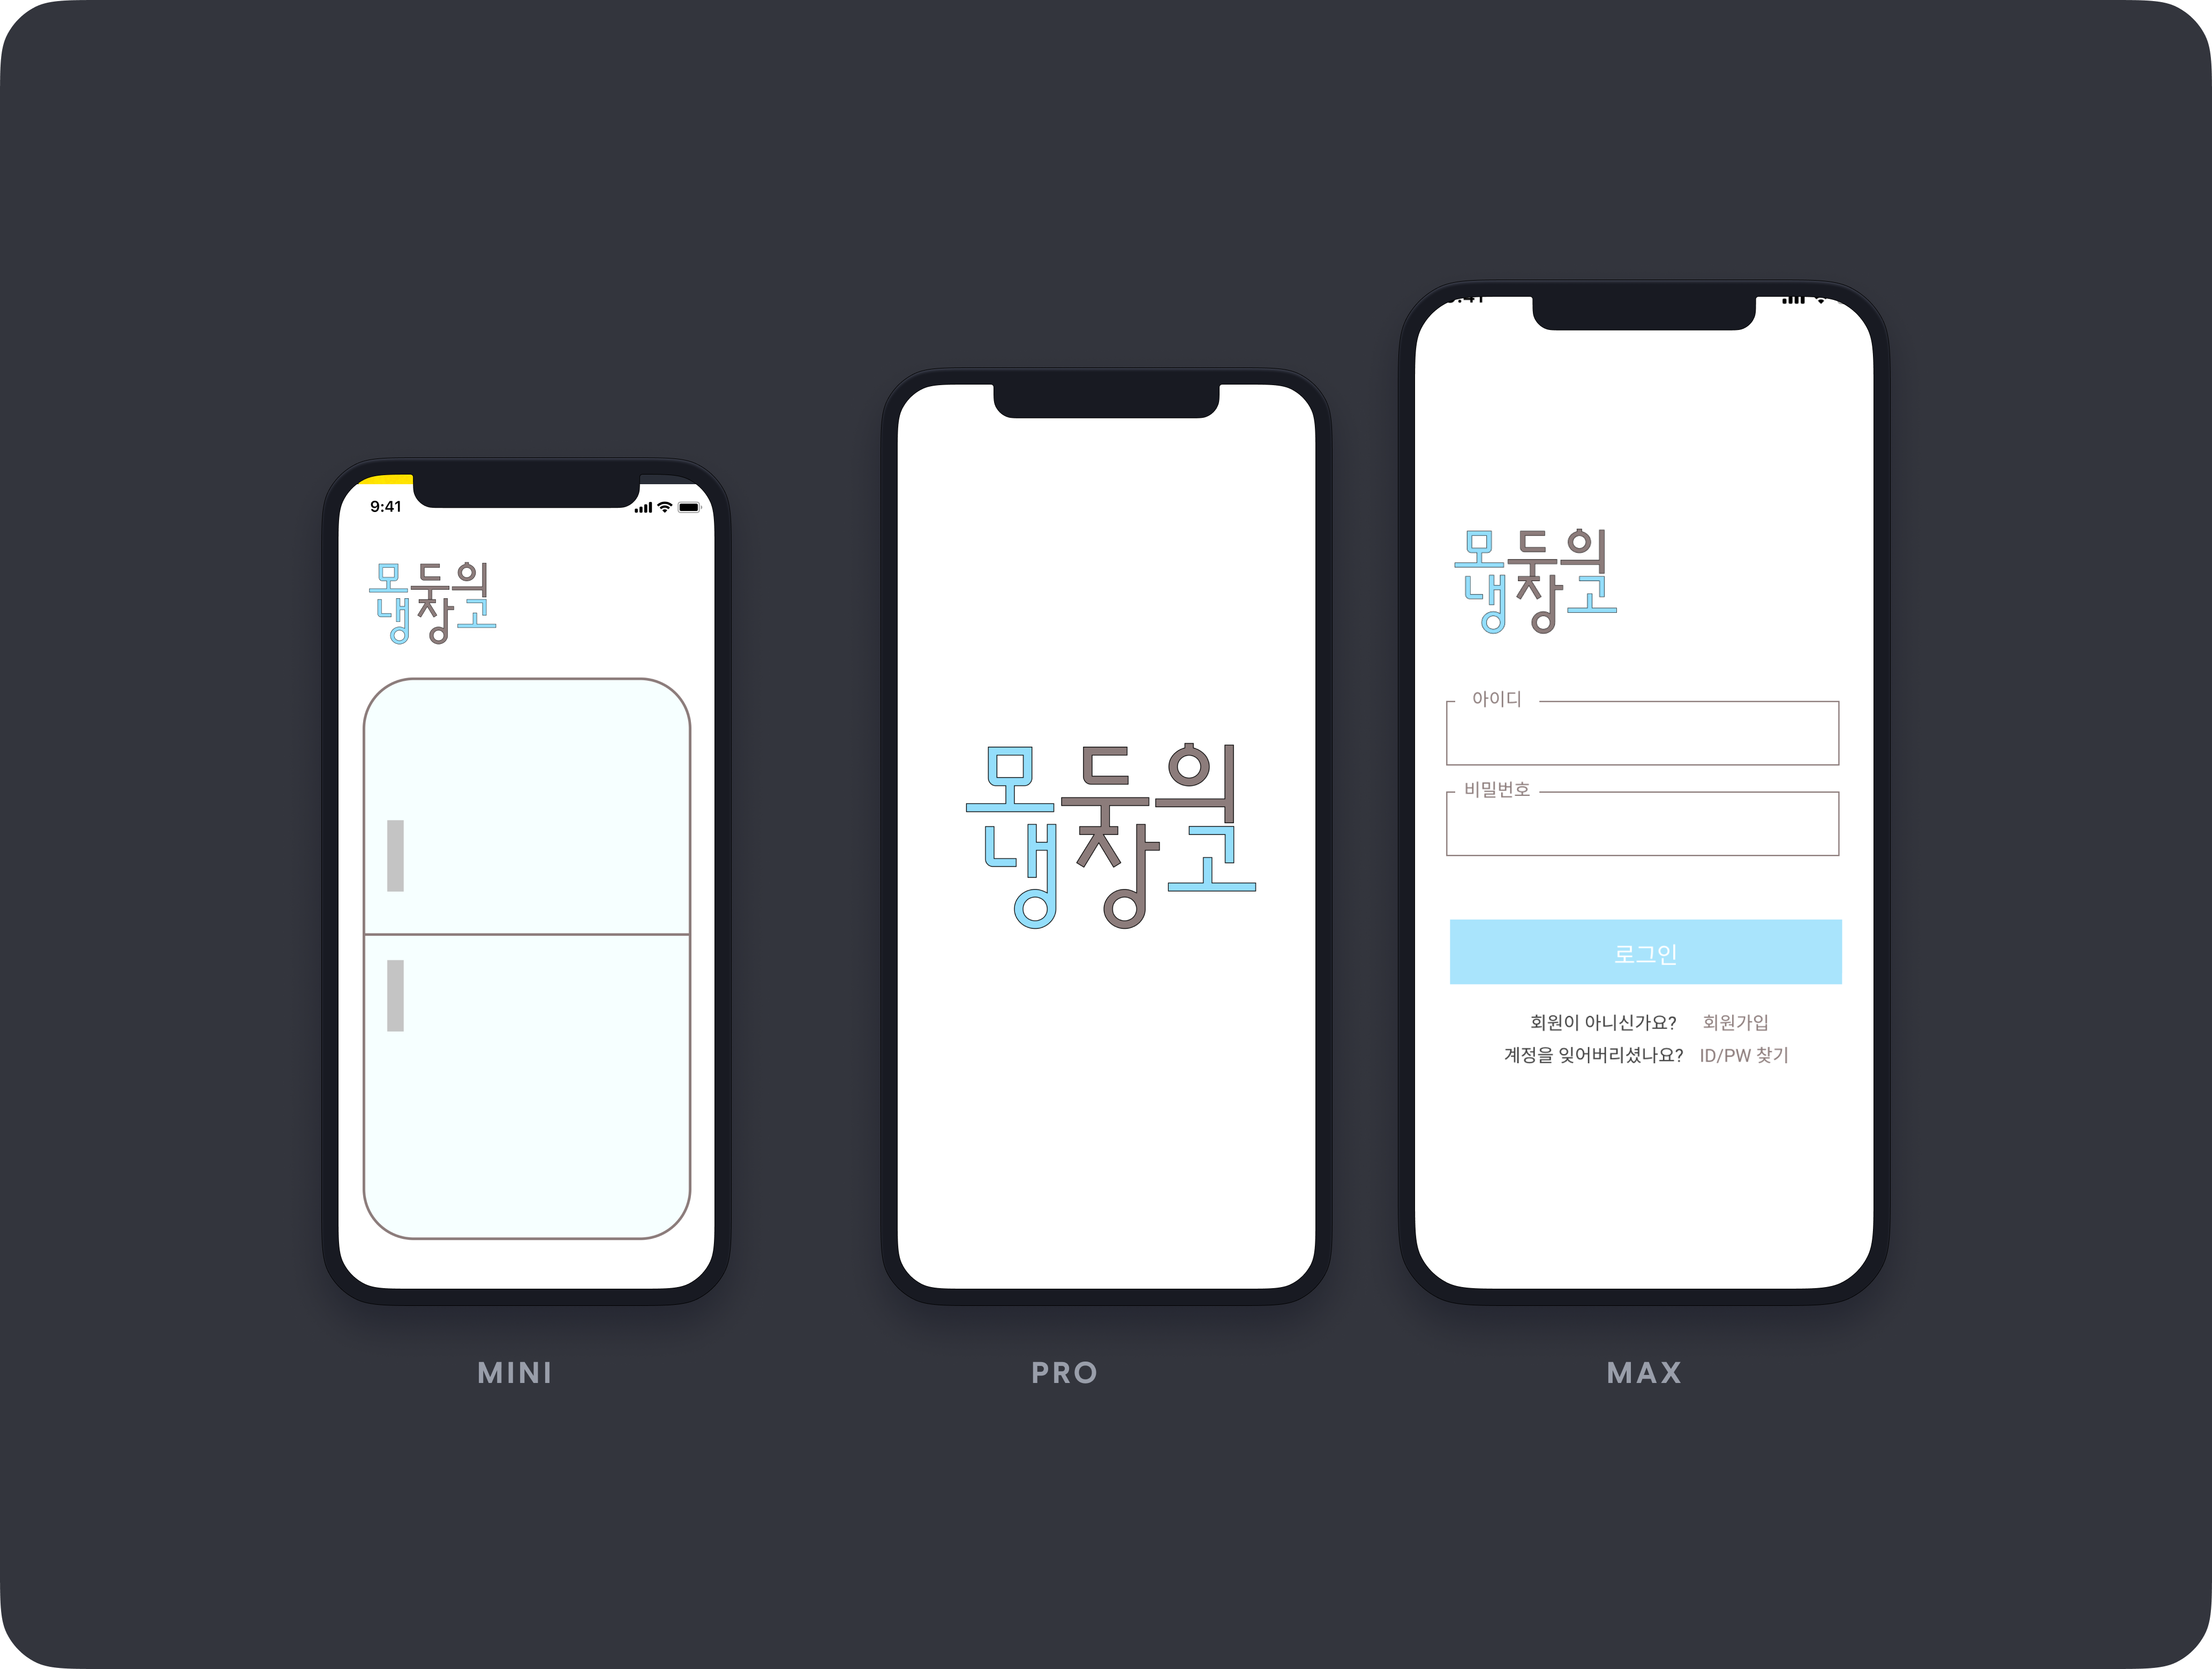 9:41
모두의
냉장고
MINI
모두의
냉장고
PRO
모두의
냉장고
아이디
비밀번호
로그인
회원이 아니신가요? 회원가입
계정을 잊어버리셨나요? ID/PW 찾기
MAX